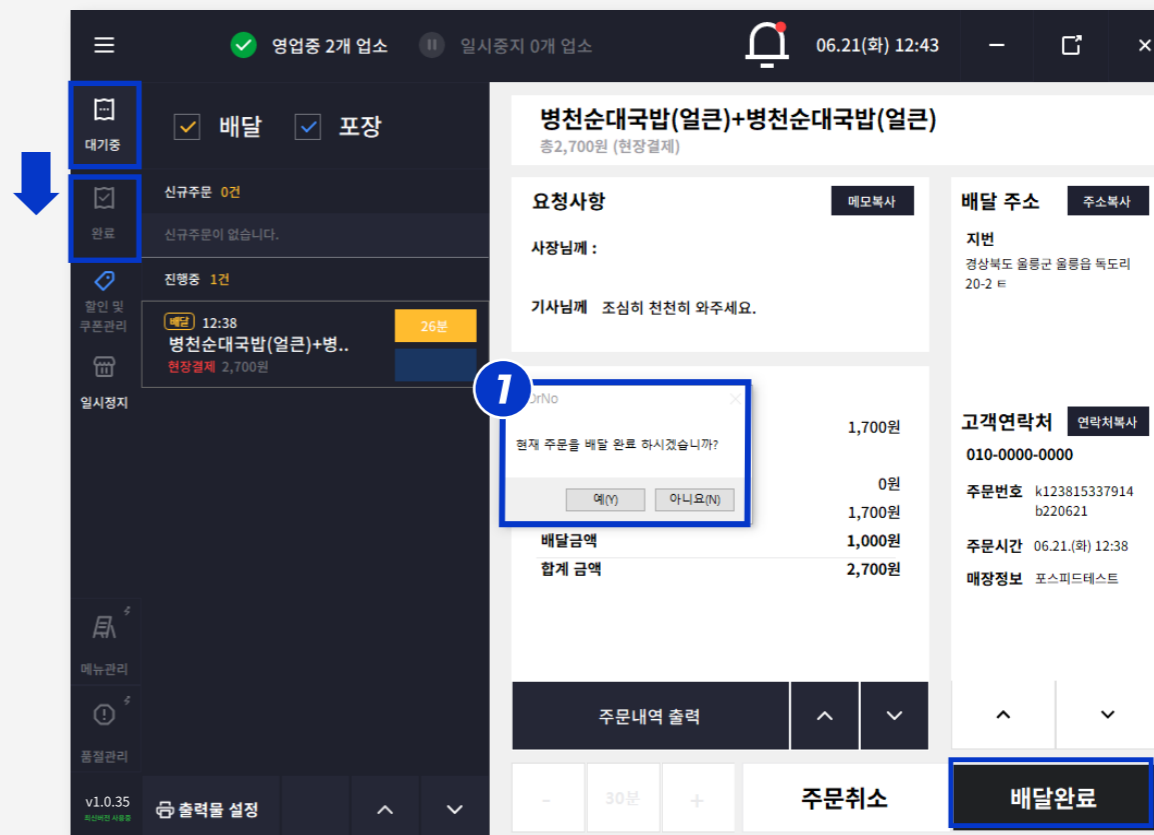 영업중 2개 업소
일시중지 0개 업소
06.21(화) 12:43
대기중
완료
할인 및
쿠폰관리
일시정지
메뉴관리
품절관리
v1.0.35
최신버전 사용중
배달
포장
신규주문 0건
신규주문이 없습니다.
진행중 1건
배달 12:38
26분
병천순대국밥(얼큰)+병..
현장결제 2,700원
출력물 설정
병천순대국밥(얼큰)+병천순대국밥(얼큰)
총2,700원 (현장결제)
요청사항
메모복사
사장님께 :
기사님께 조심히 천천히 와주세요.
1
OrNo
현재 주문을 배달 완료 하시겠습니까?
예(Y)
아니요(N)
1,700원
0원
1,700원
배달금액 1,000원
합계 금액 2,700원
주문내역 출력
배달 주소
주소복사
지번
경상북도 울릉군 울릉읍 독도리
20-2 ㅌ
고객연락처
연락처복사
010-0000-0000
주문번호 k123815337914
b220621
주문시간 06.21.(화) 12:38
매장정보 포스피드테스트
-
30분
+
주문취소
배달완료